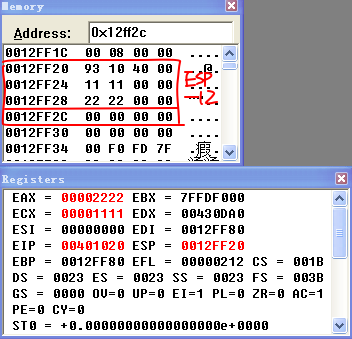 Memory
Address: 0x12ff2c
0012FF1C 00 08 00 00 ....
0012FF20 93 10 40 00 ..@.
0012FF24 11 11 00 00 ....
0012FF28 22 22 00 00 "" ..
0012FF2C 00 00 00 00 ....
0012FF30 00 00 00 00 ....
0012FF34 00 F0 FD 7F .瑕
ESP
-12
Registers
EAX = 00002222 EBX = 7FFDF000
ECX = 00001111 EDX = 00430DA0
ESI = 00000000 EDI = 0012FF80
EIP = 00401020 ESP = 0012FF20
EBP = 0012FF80 EFL = 00000212 CS = 001B
DS = 0023 ES = 0023 SS = 0023 FS = 003B
GS = 0000 OV=0 UP=0 EI=1 PL=0 ZR=0 AC=1
PE=0 CY=0
ST0 = +0.0000000000000000e+0000